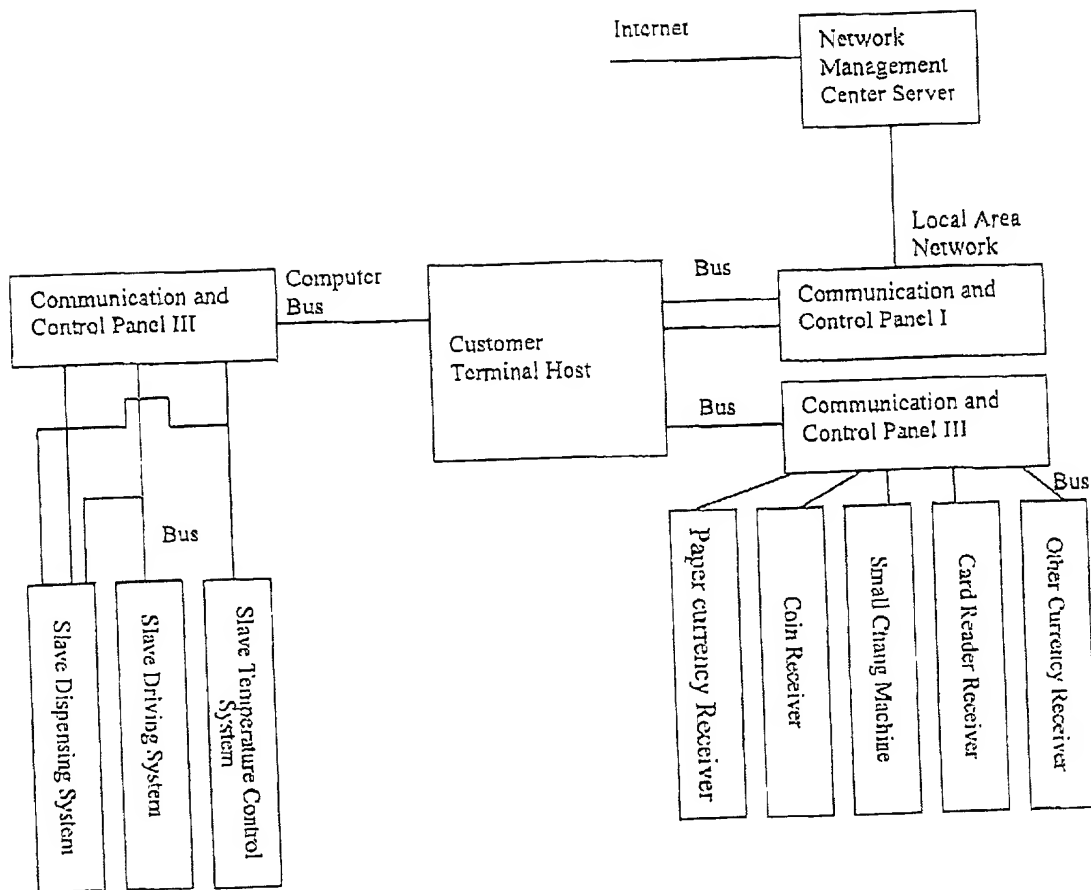 Internet
Network
Management
Center Server
Local Area
Network
Communication and
Control Panel III
Computer
Bus
Customer
Terminal Host
Bus
Communication and
Control Panel I
Bus
Communication and
Control Panel III
Bus
Bus
Slave Dispensing System
Slave Driving System
Slave Temperature Control
System
Paper currency Receiver
Coin Receiver
Small Chang Machine
Card Reader Receiver
Other Currency Receiver